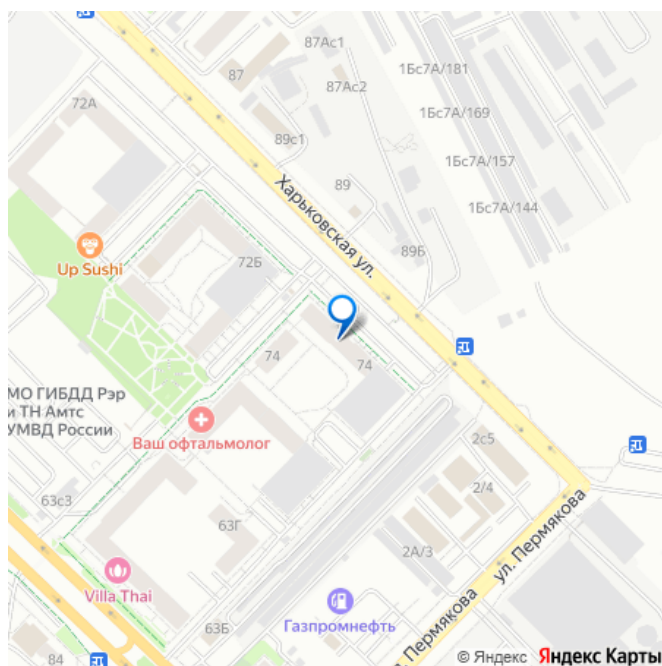 87Ас1
87
87Ас2
1Бс7А/181
72А
1Бс7А/169
89с1
1Бс7А/157
89
1Бс7А/144
Харьковская ул.
Up Sushi
72Б
89Б
74
74
МО ГИБДД Рэр
и ТН Амтс
УМВД России
Ваш офтальмолог
2с5
2/4
63с3
63Г
2А/3
ул. Пермякова
Villa Thai
63Б
Газпромнефть
л. Пермякова
84
© Яндекс Яндекс Карты